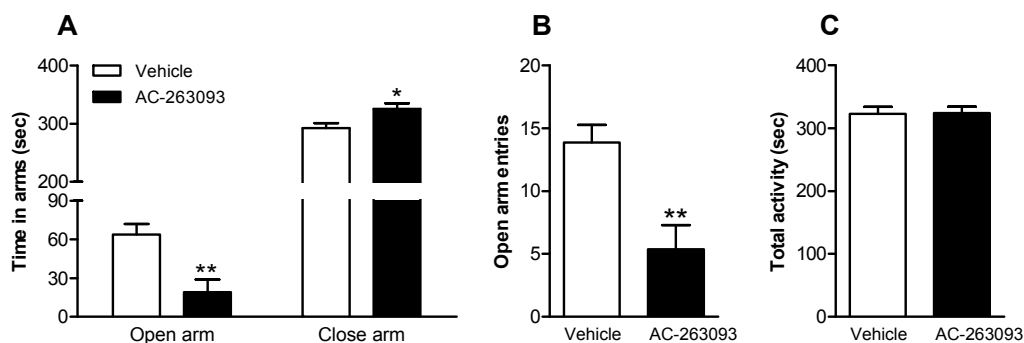 A
Time in arms (sec)
400
300
200
90
60
30
0
Vehicle
AC-263093
**
*
Open arm
Close arm
B
Open arm entries
20
15
10
5
0
**
Vehicle
AC-263093
C
Total activity (sec)
400
300
200
100
0
Vehicle
AC-263093